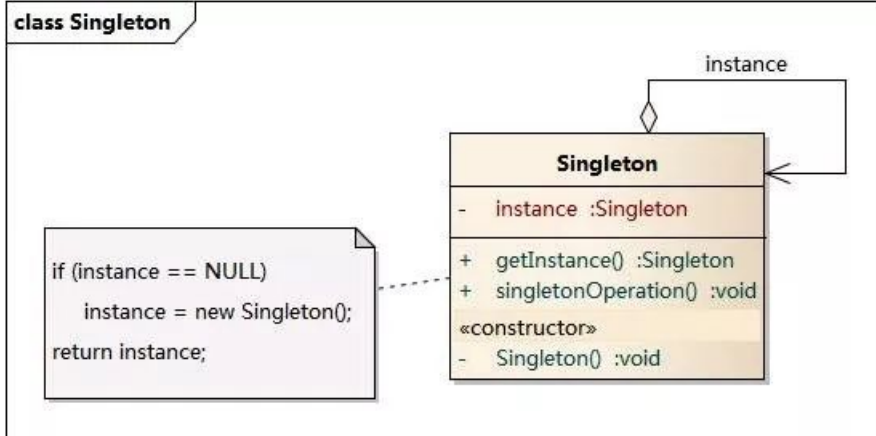 class Singleton
instance
Singleton
- instance :Singleton
+ getInstance() :Singleton
+ singletonOperation() :void
«constructor»
- Singleton() :void
if (instance == NULL)
instance = new Singleton();
return instance;